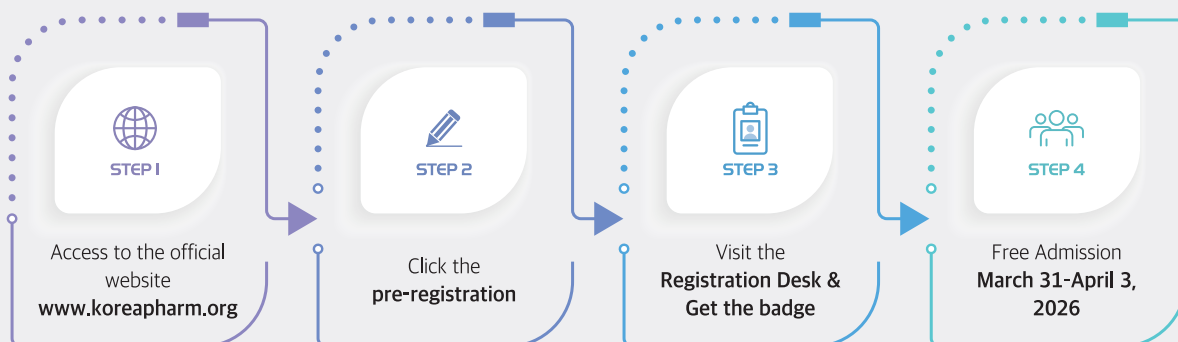 STEP 1
Access to the official
website
www.koreapharm.org
STEP 2
Click the
pre-registration
STEP 3
Visit the
Registration Desk &
Get the badge
STEP 4
Free Admission
March 31-April 3,
2026